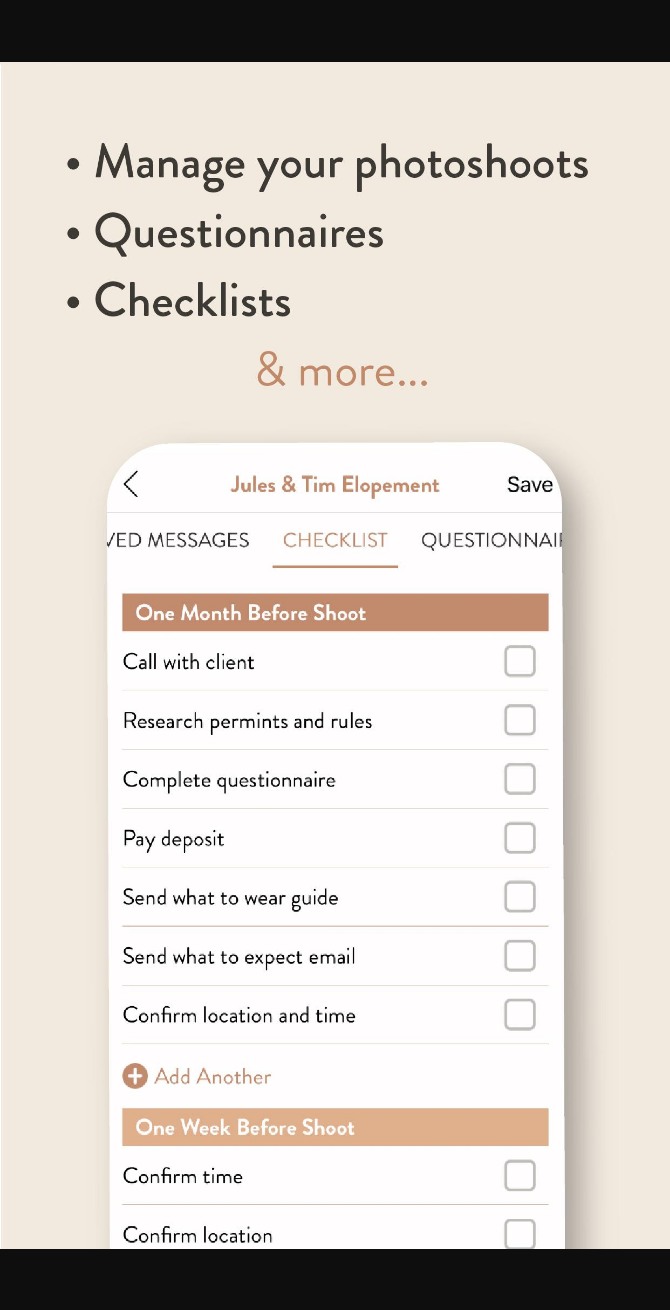 • Manage your photoshoots
• Questionnaires
• Checklists
& more...
Jules & Tim Elopement Save
VED MESSAGES CHECKLIST QUESTIONNAI
One Month Before Shoot
Call with client
Research permints and rules
Complete questionnaire
Pay deposit
Send what to wear guide
Send what to expect email
Confirm location and time
Add Another
One Week Before Shoot
Confirm time
Confirm location